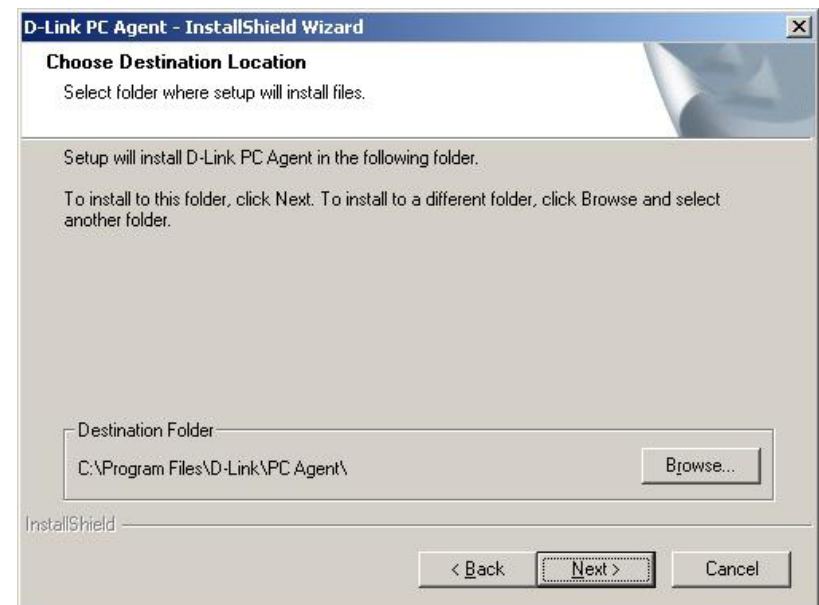 D-Link PC Agent - InstallShield Wizard
Choose Destination Location
Select folder where setup will install files.
Setup will install D-Link PC Agent in the following folder.
To install to this folder, click Next. To install to a different folder, click Browse and select
another folder.
Destination Folder
C:\Program Files\D-Link\PC Agent\
Browse...
InstallShield
< Back
Next >
Cancel